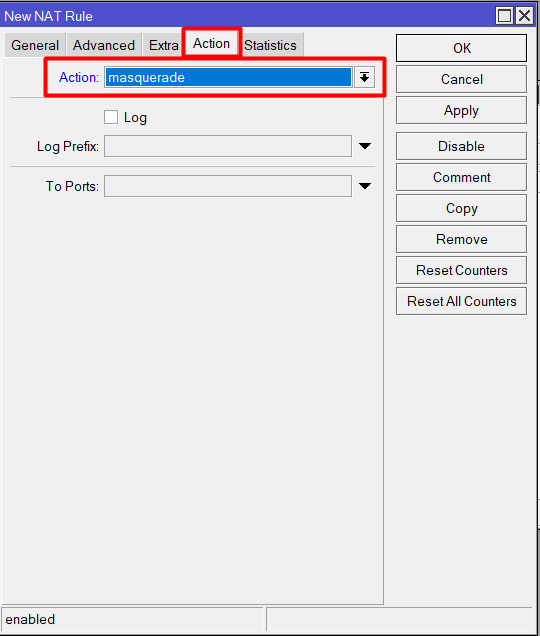 New NAT Rule
General Advanced Extra Action Statistics
Action: masquerade
Log
Log Prefix:
To Ports:
OK
Cancel
Apply
Disable
Comment
Copy
Remove
Reset Counters
Reset All Counters
enabled